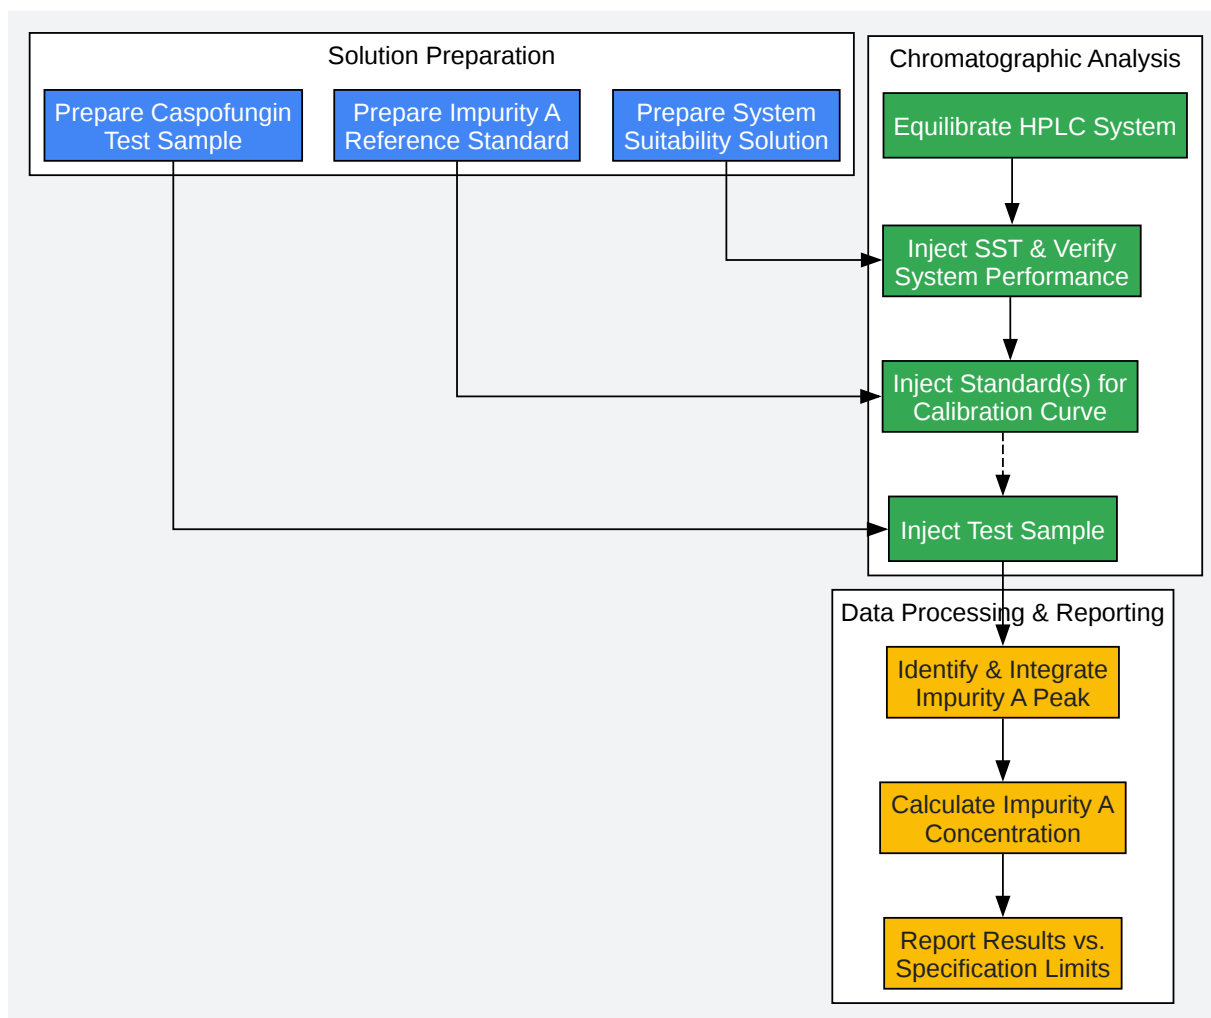 Solution Preparation
Prepare Caspofungin
Test Sample
Prepare Impurity A
Reference Standard
Prepare System
Suitability Solution
Chromatographic Analysis
Equilibrate HPLC System
Inject SST & Verify
System Performance
Inject Standard(s) for
Calibration Curve
Inject Test Sample
Data Processing & Reporting
Identify & Integrate
Impurity A Peak
Calculate Impurity A
Concentration
Report Results vs.
Specification Limits